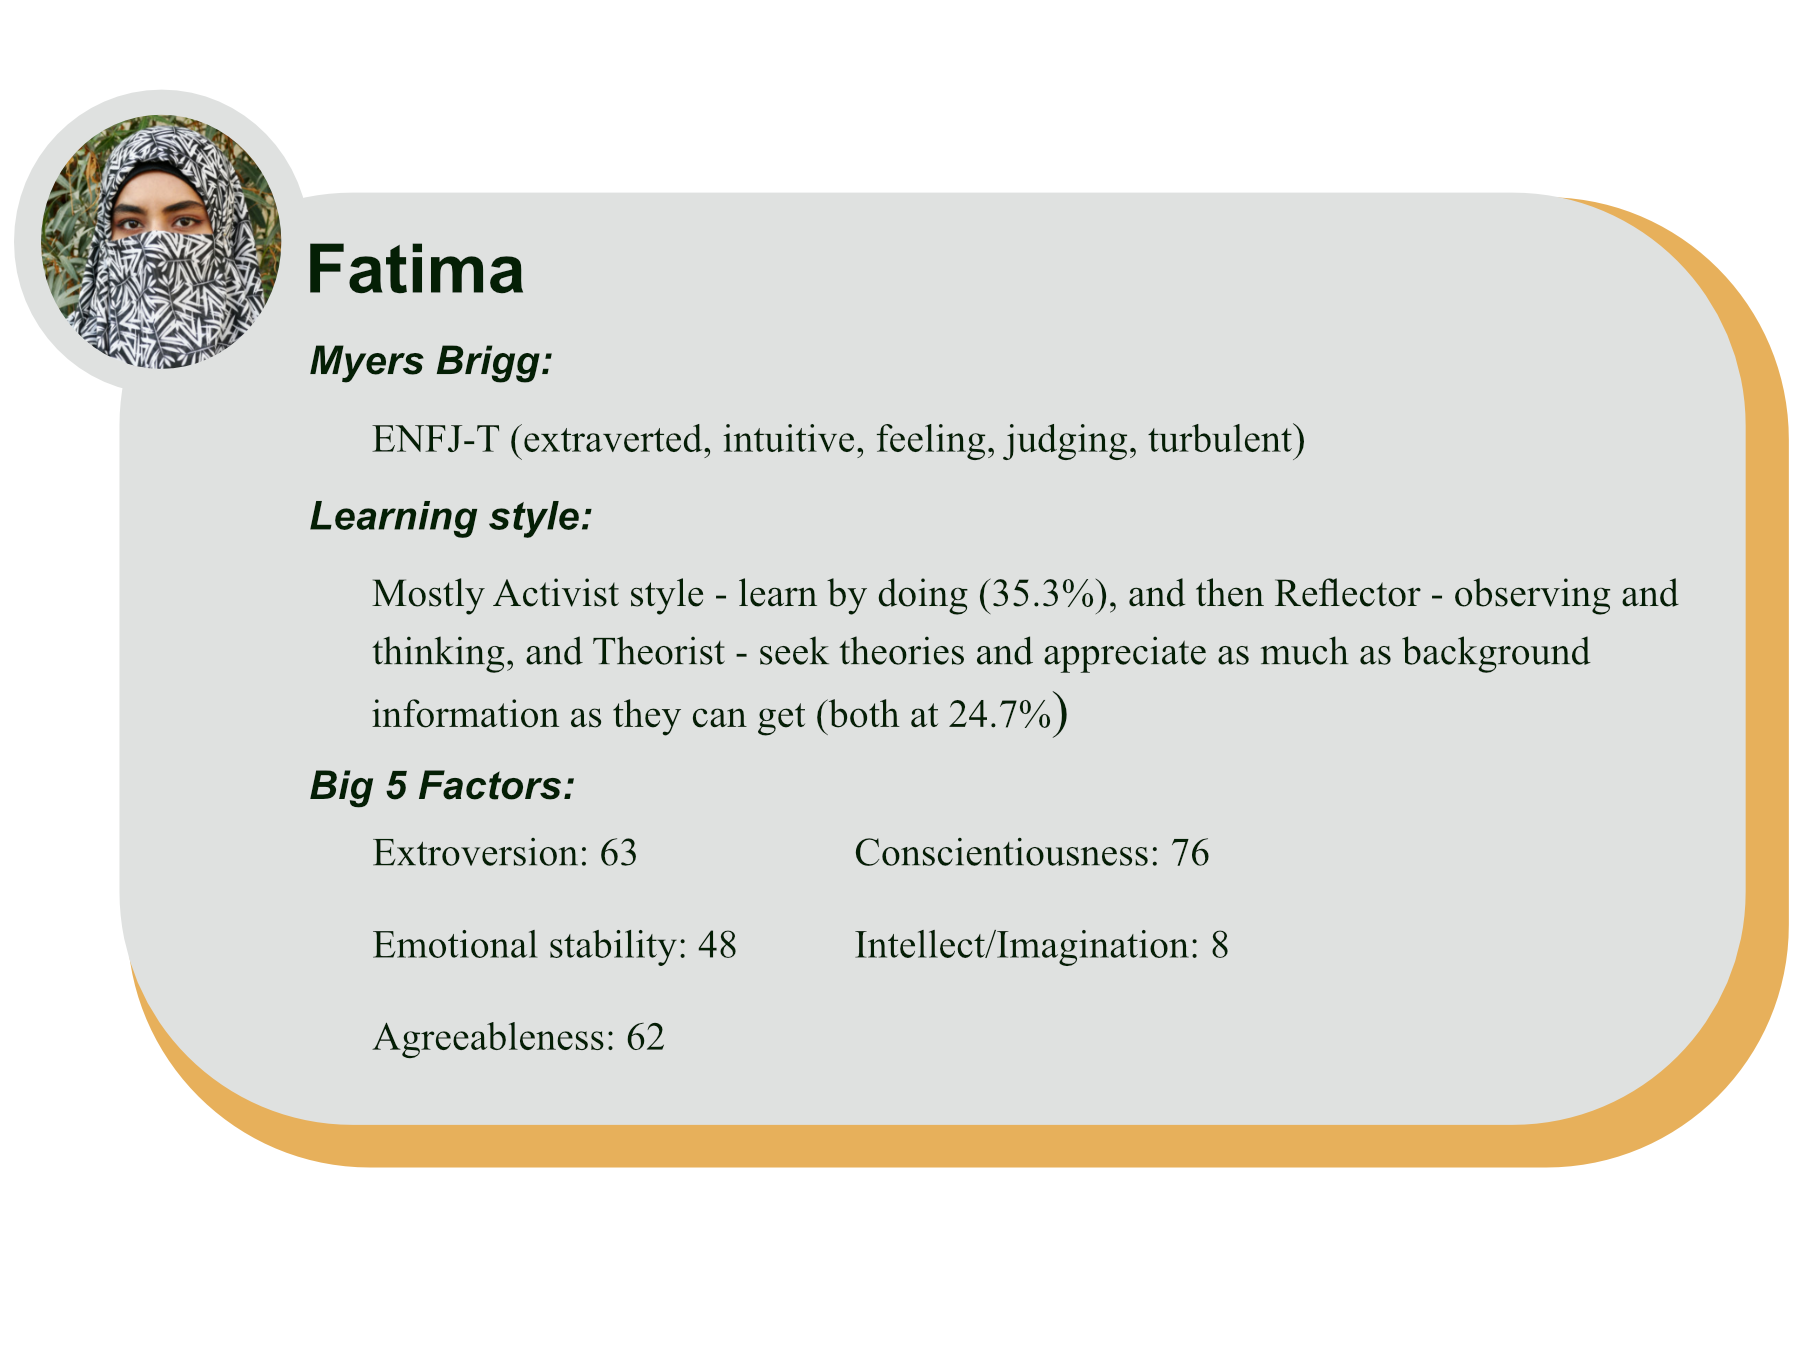 Fatima
Myers Brigg:
ENFJ-T (extraverted, intuitive, feeling, judging, turbulent)
Learning style:
Mostly Activist style - learn by doing (35.3%), and then Reflector - observing and
thinking, and Theorist - seek theories and appreciate as much as background
information as they can get (both at 24.7%)
Big 5 Factors:
Extroversion: 63
Conscientiousness: 76
Emotional stability: 48
Intellect/Imagination: 8
Agreeableness: 62